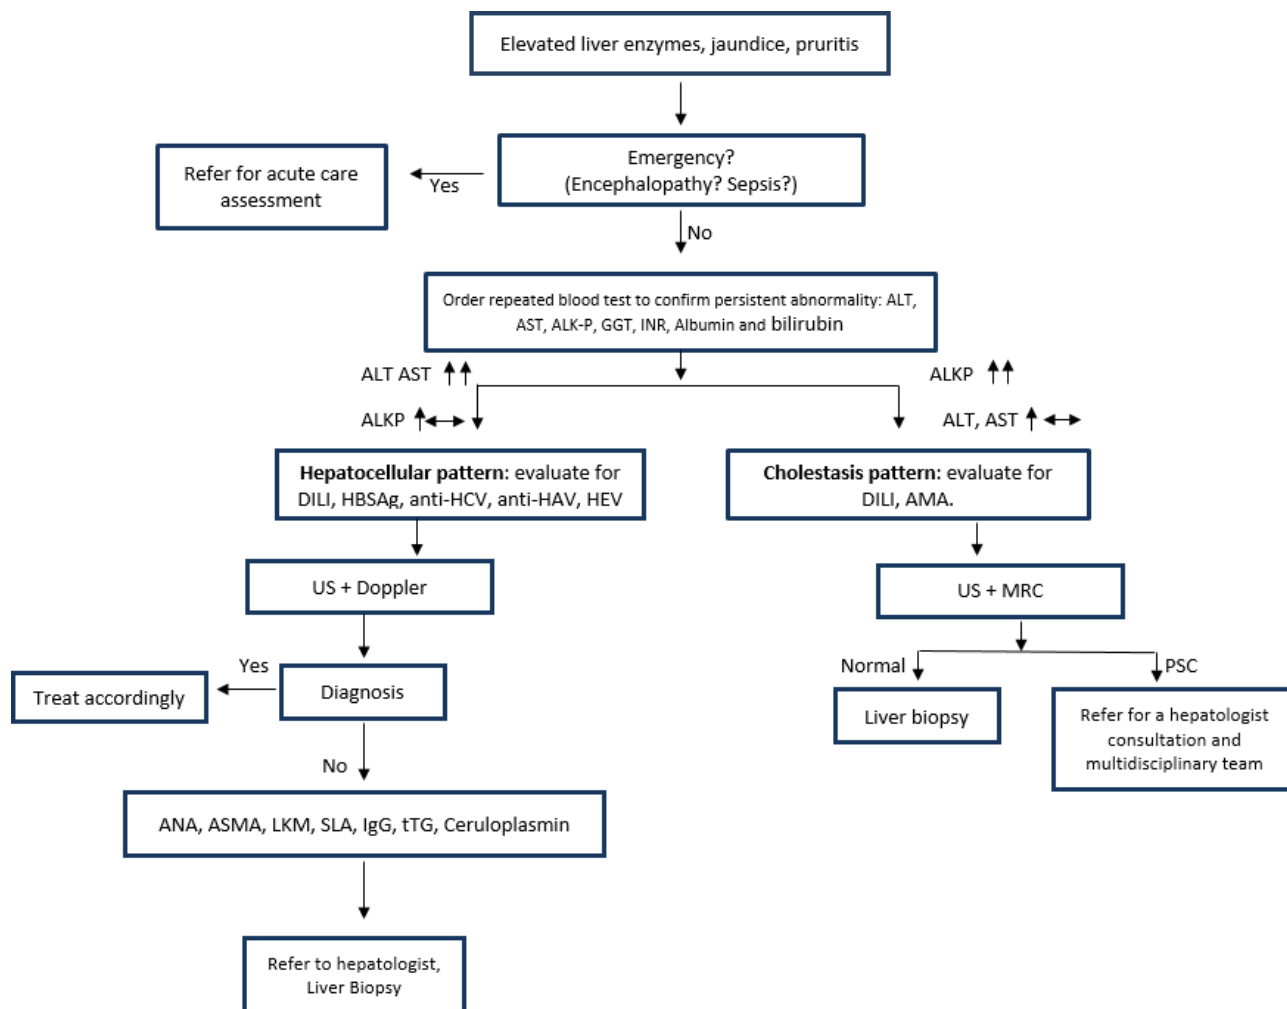 Elevated liver enzymes, jaundice, pruritis
Emergency?
(Encephalopathy? Sepsis?)
Yes
Refer for acute care
assessment
No
Order repeated blood test to confirm persistent abnormality: ALT,
AST, ALK-P, GGT, INR, Albumin and bilirubin
ALT AST ↑↑
ALKP ↑↔
ALKP ↑↑
ALT, AST ↑↔
Hepatocellular pattern: evaluate for
DILI, HBSAg, anti-HCV, anti-HAV, HEV
Cholestasis pattern: evaluate for
DILI, AMA.
US + Doppler
US + MRC
Diagnosis
Yes
Treat accordingly
No
Normal
PSC
Liver biopsy
Refer for a hepatologist
consultation and
multidisciplinary team
ANA, ASMA, LKM, SLA, IgG, tTG, Ceruloplasmin
Refer to hepatologist,
Liver Biopsy